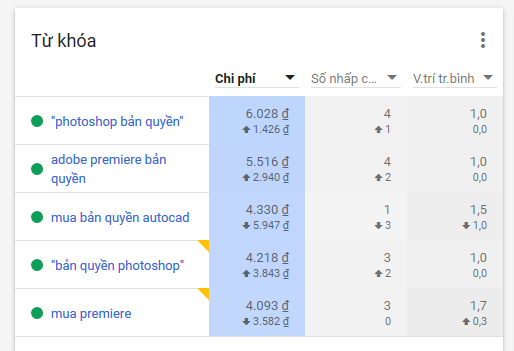 Từ khóa
Chi phí Số nhấp c... V.trí tr.bình
"photoshop bản quyền" 6.028 ₫ 4 1,0
1.426 ₫ 1 0,0
adobe premiere bản 5.516 ₫ 4 1,0
quyền 2.940 ₫ 2 0,0
mua bản quyền autocad 4.330 ₫ 1 1,5
5.947 ₫ 3 1,0
"bản quyền photoshop" 4.218 ₫ 3 1,0
3.843 ₫ 2 0,0
mua premiere 4.093 ₫ 3 1,7
3.582 ₫ 0 0,3